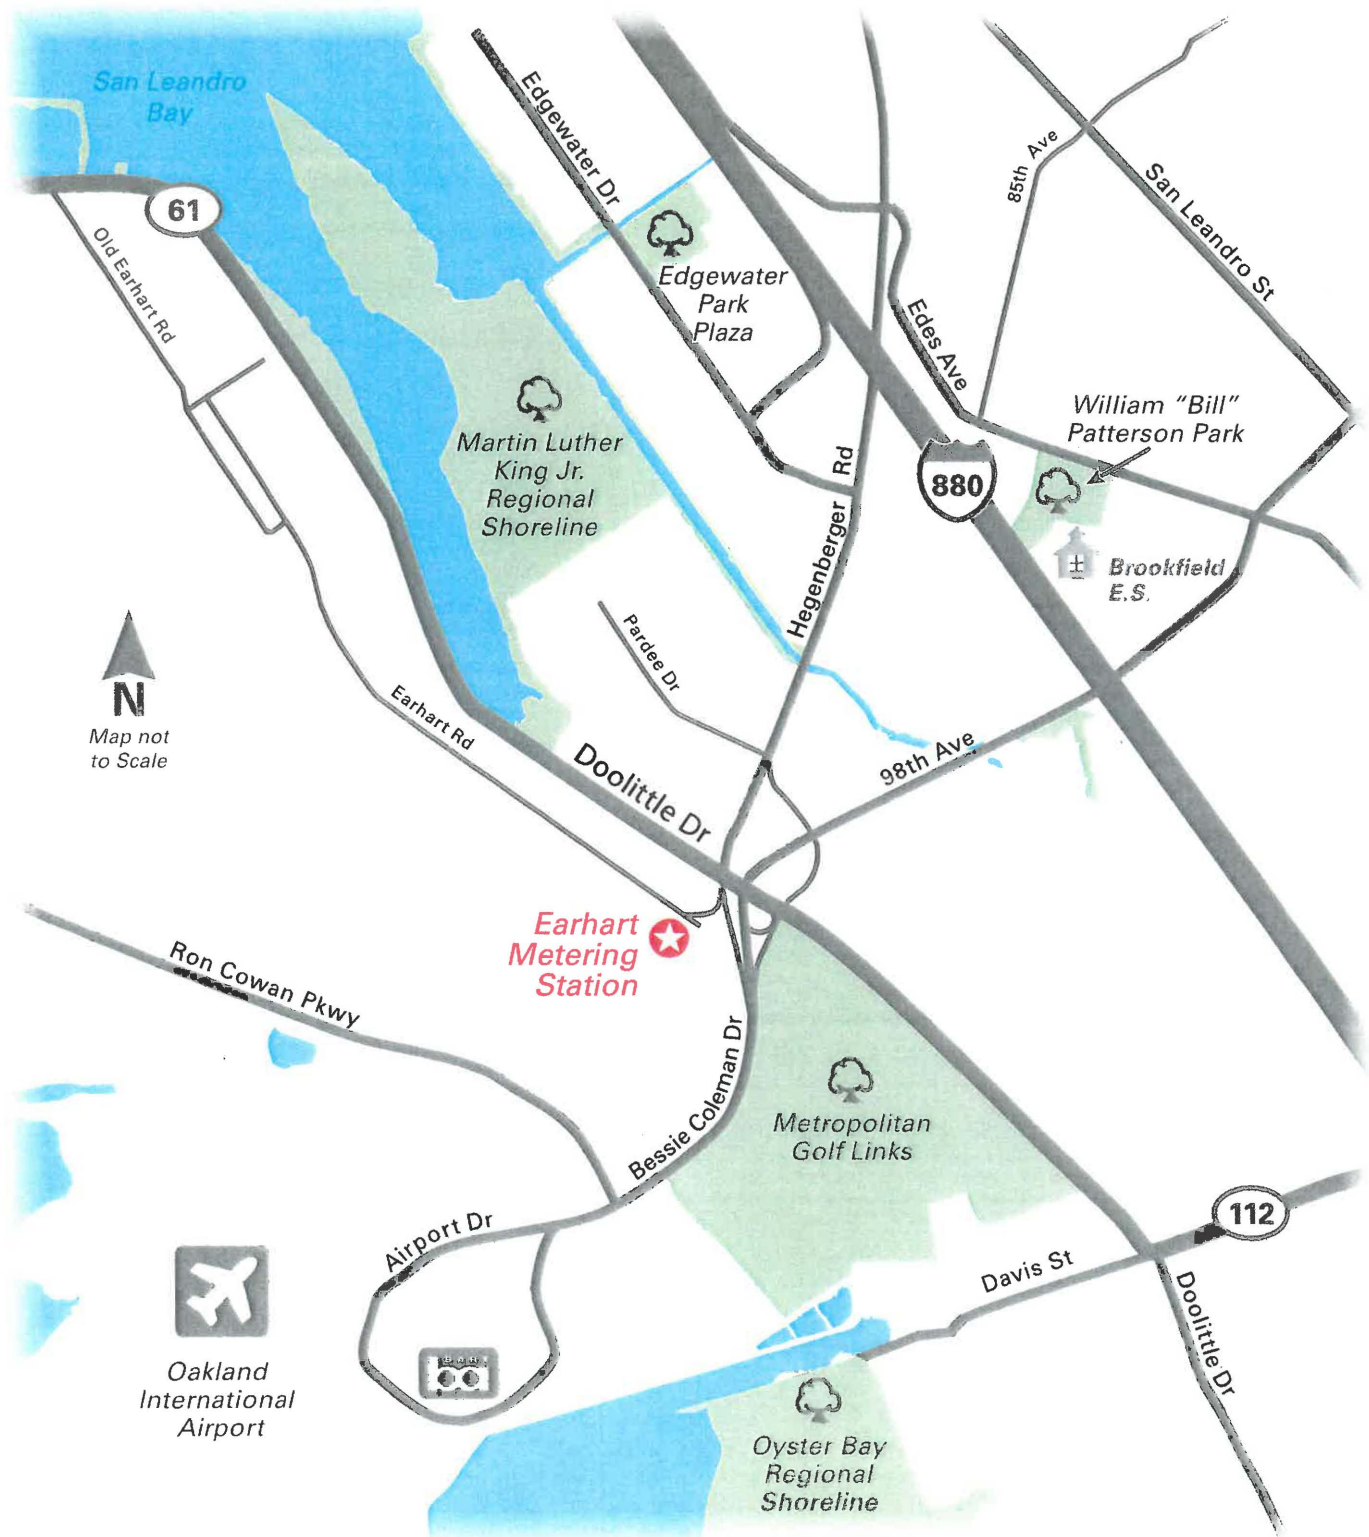 San Leandro
Bay
61
Old Earhart Rd
Edgewater Dr
85th Ave
San Leandro St
Edgewater
Park
Plaza
Edes Ave
William "Bill"
Patterson Park
Martin Luther
King Jr.
Regional
Shoreline
Hegenberger Rd
880
Brookfield
E.S.
Pardee Dr
N
Map not
to Scale
Earhart Rd
Doolittle Dr
98th Ave
Earhart
Metering
Station
Ron Cowan Pkwy
Bessie Coleman Dr
Metropolitan
Golf Links
Airport Dr
112
Davis St
Doolittle Dr
Oakland
International
Airport
Oyster Bay
Regional
Shoreline